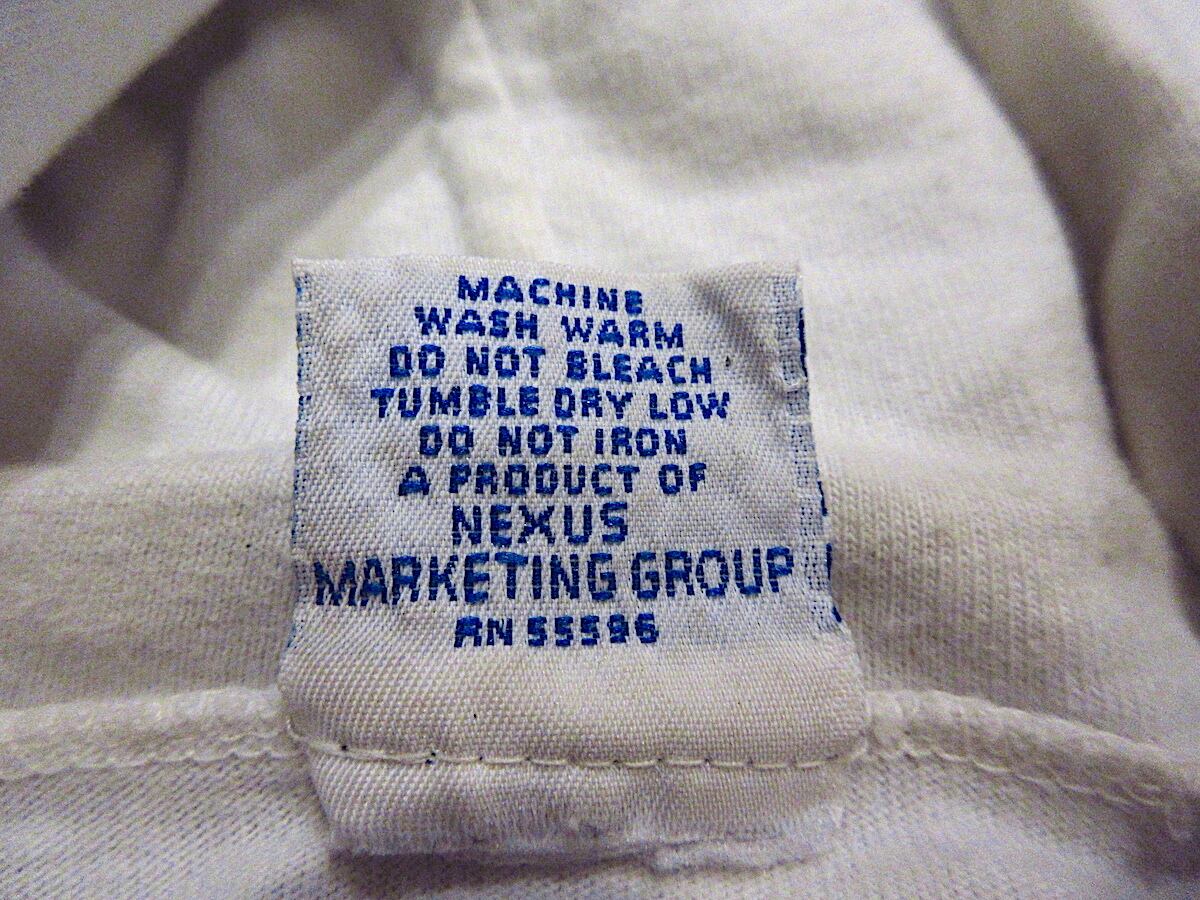 MACHINE
WASH WARM
DO NOT BLEACH
TUMBLE DRY LOW
DO NOT IRON
A PRODUCT OF
NEXUS
MARKETING GROUP
RN 55596